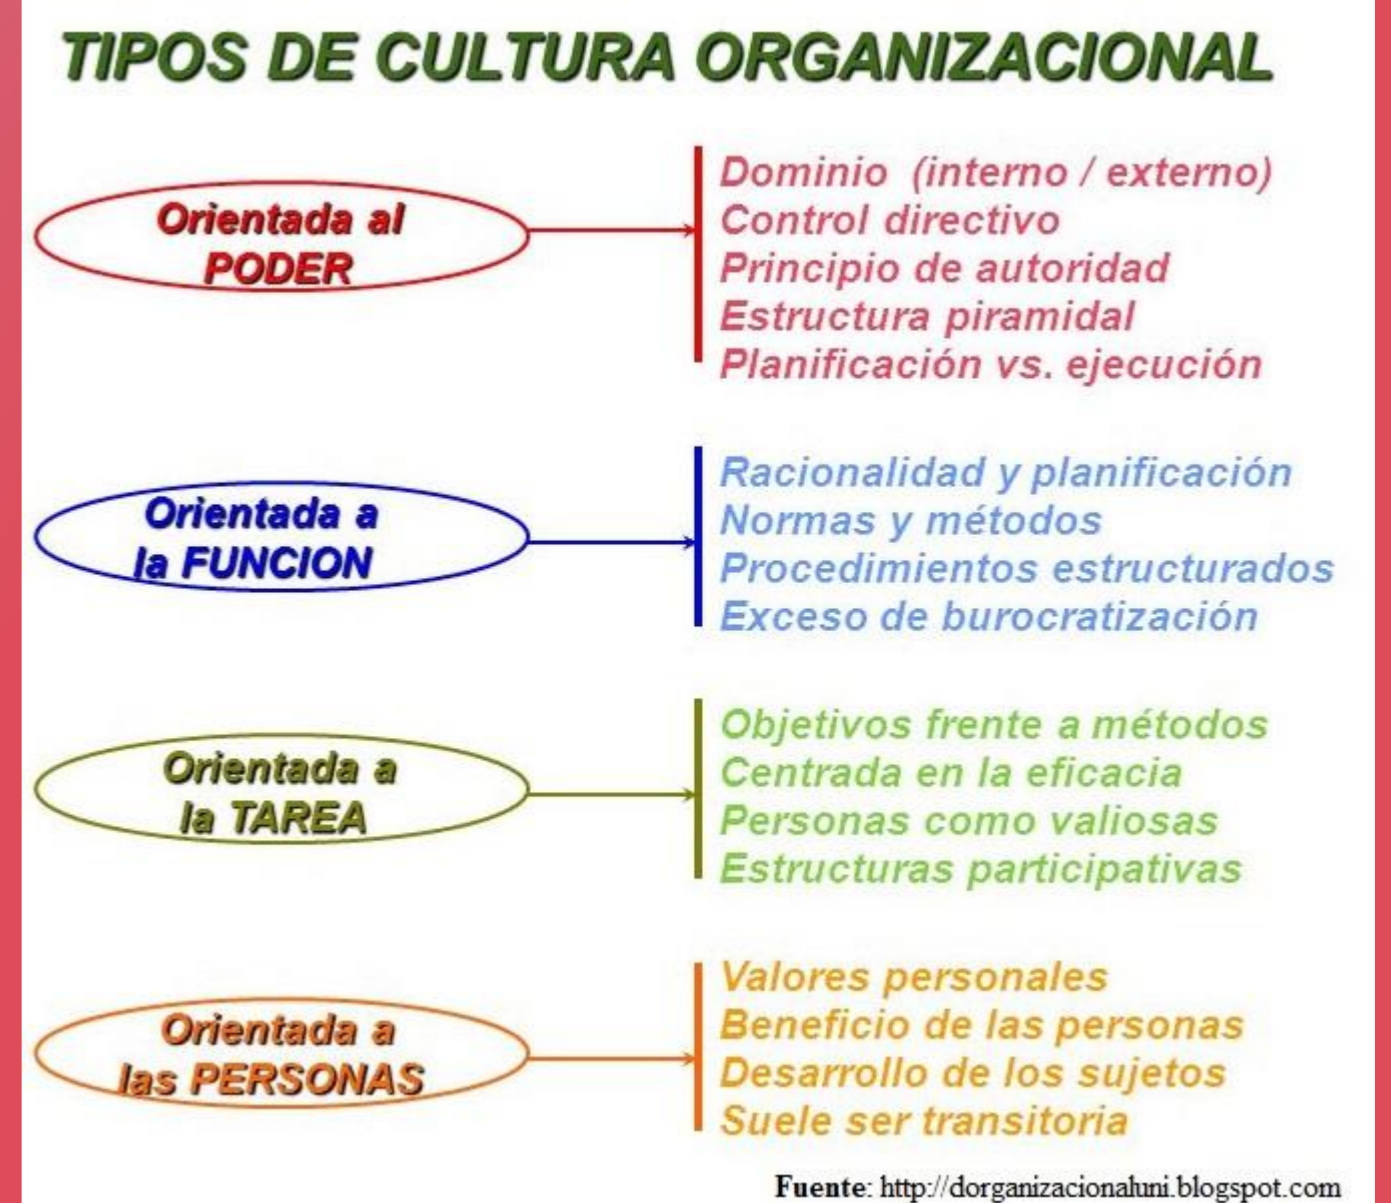 TIPOS DE CULTURA ORGANIZACIONAL
Orientada al
PODER
Dominio (interno / externo)
Control directivo
Principio de autoridad
Estructura piramidal
Planificación vs. ejecución
Orientada a
la FUNCION
Racionalidad y planificación
Normas y métodos
Procedimientos estructurados
Exceso de burocratización
Orientada a
la TAREA
Objetivos frente a métodos
Centrada en la eficacia
Personas como valiosas
Estructuras participativas
Orientada a
las PERSONAS
Valores personales
Beneficio de las personas
Desarrollo de los sujetos
Suele ser transitoria
Fuente: http://dorganizacionaluni.blogspot.com